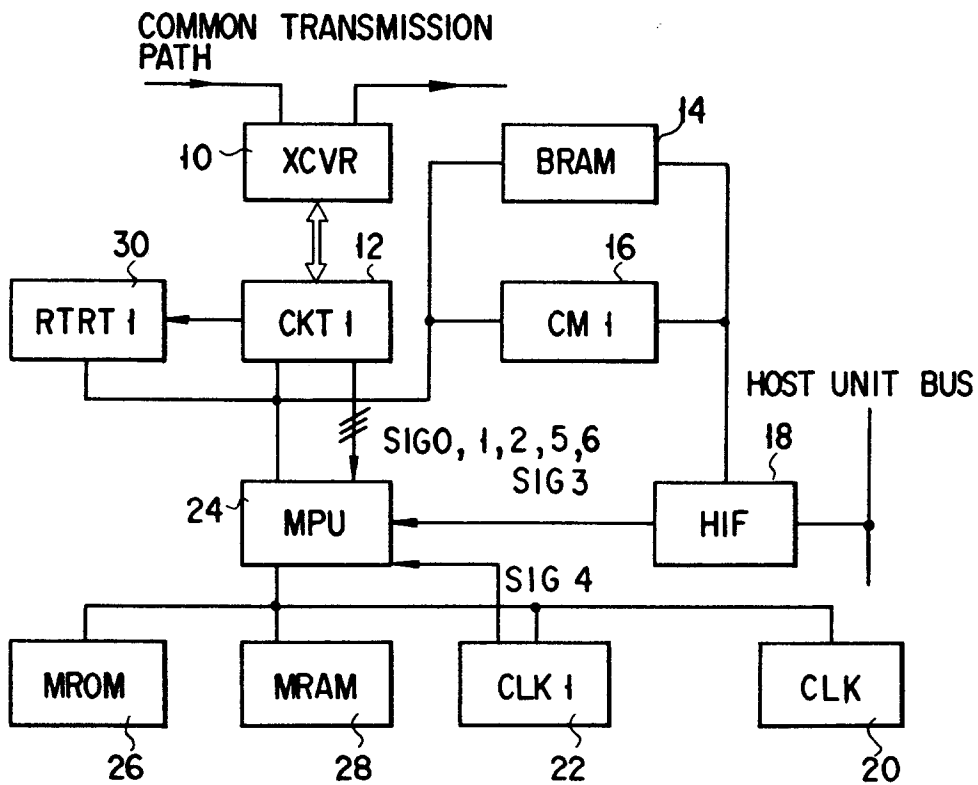 COMMON TRANSMISSION
PATH
10
XCVR
14
BRAM
30
RTRT 1
12
CKT 1
16
CM 1
HOST UNIT BUS
SIG0, 1, 2, 5, 6
SIG 3
18
HIF
24
MPU
SIG 4
MROM
MRAM
CLK 1
CLK
26
28
22
20